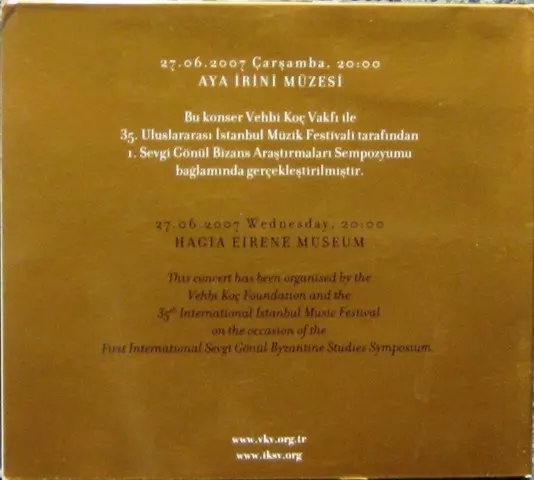 27.06.2007 Çarşamba, 20:00
AYA İRİNİ MÜZESİ
Bu konser Vehbi Koç Vakfı ile
35. Uluslararası İstanbul Müzik Festivali tarafından
1. Sevgi Gönül Bizans Araştırmaları Sempozyumu
bağlamında gerçekleştirilmiştir.
27.06.2007 Wednesday, 20:00
HAGIA EIRENE MUSEUM
This concert has been organised by the
Vehbi Koç Foundation and the
35th International Istanbul Music Festival
on the occasion of the
First International Sevgi Gönül Byzantine Studies Symposium.
www.vkv.org.tr
www.iksv.org